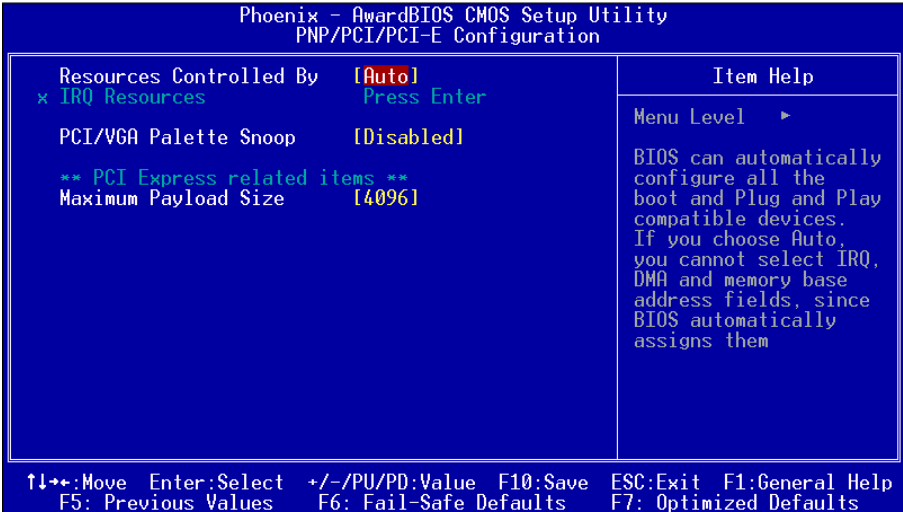 Phoenix - AwardBIOS CMOS Setup Utility
PNP/PCI/PCI-E Configuration
Resources Controlled By [Auto]
x IRQ Resources Press Enter
PCI/VGA Palette Snoop [Disabled]
** PCI Express related items **
Maximum Payload Size [4096]
Item Help
Menu Level ►
BIOS can automatically
configure all the
boot and Plug and Play
compatible devices.
If you choose Auto,
you cannot select IRQ,
DMA and memory base
address fields, since
BIOS automatically
assigns them
↑↓→←:Move Enter:Select +/-/PU/PD:Value F10:Save ESC:Exit F1:General Help
F5: Previous Values F6: Fail-Safe Defaults F7: Optimized Defaults